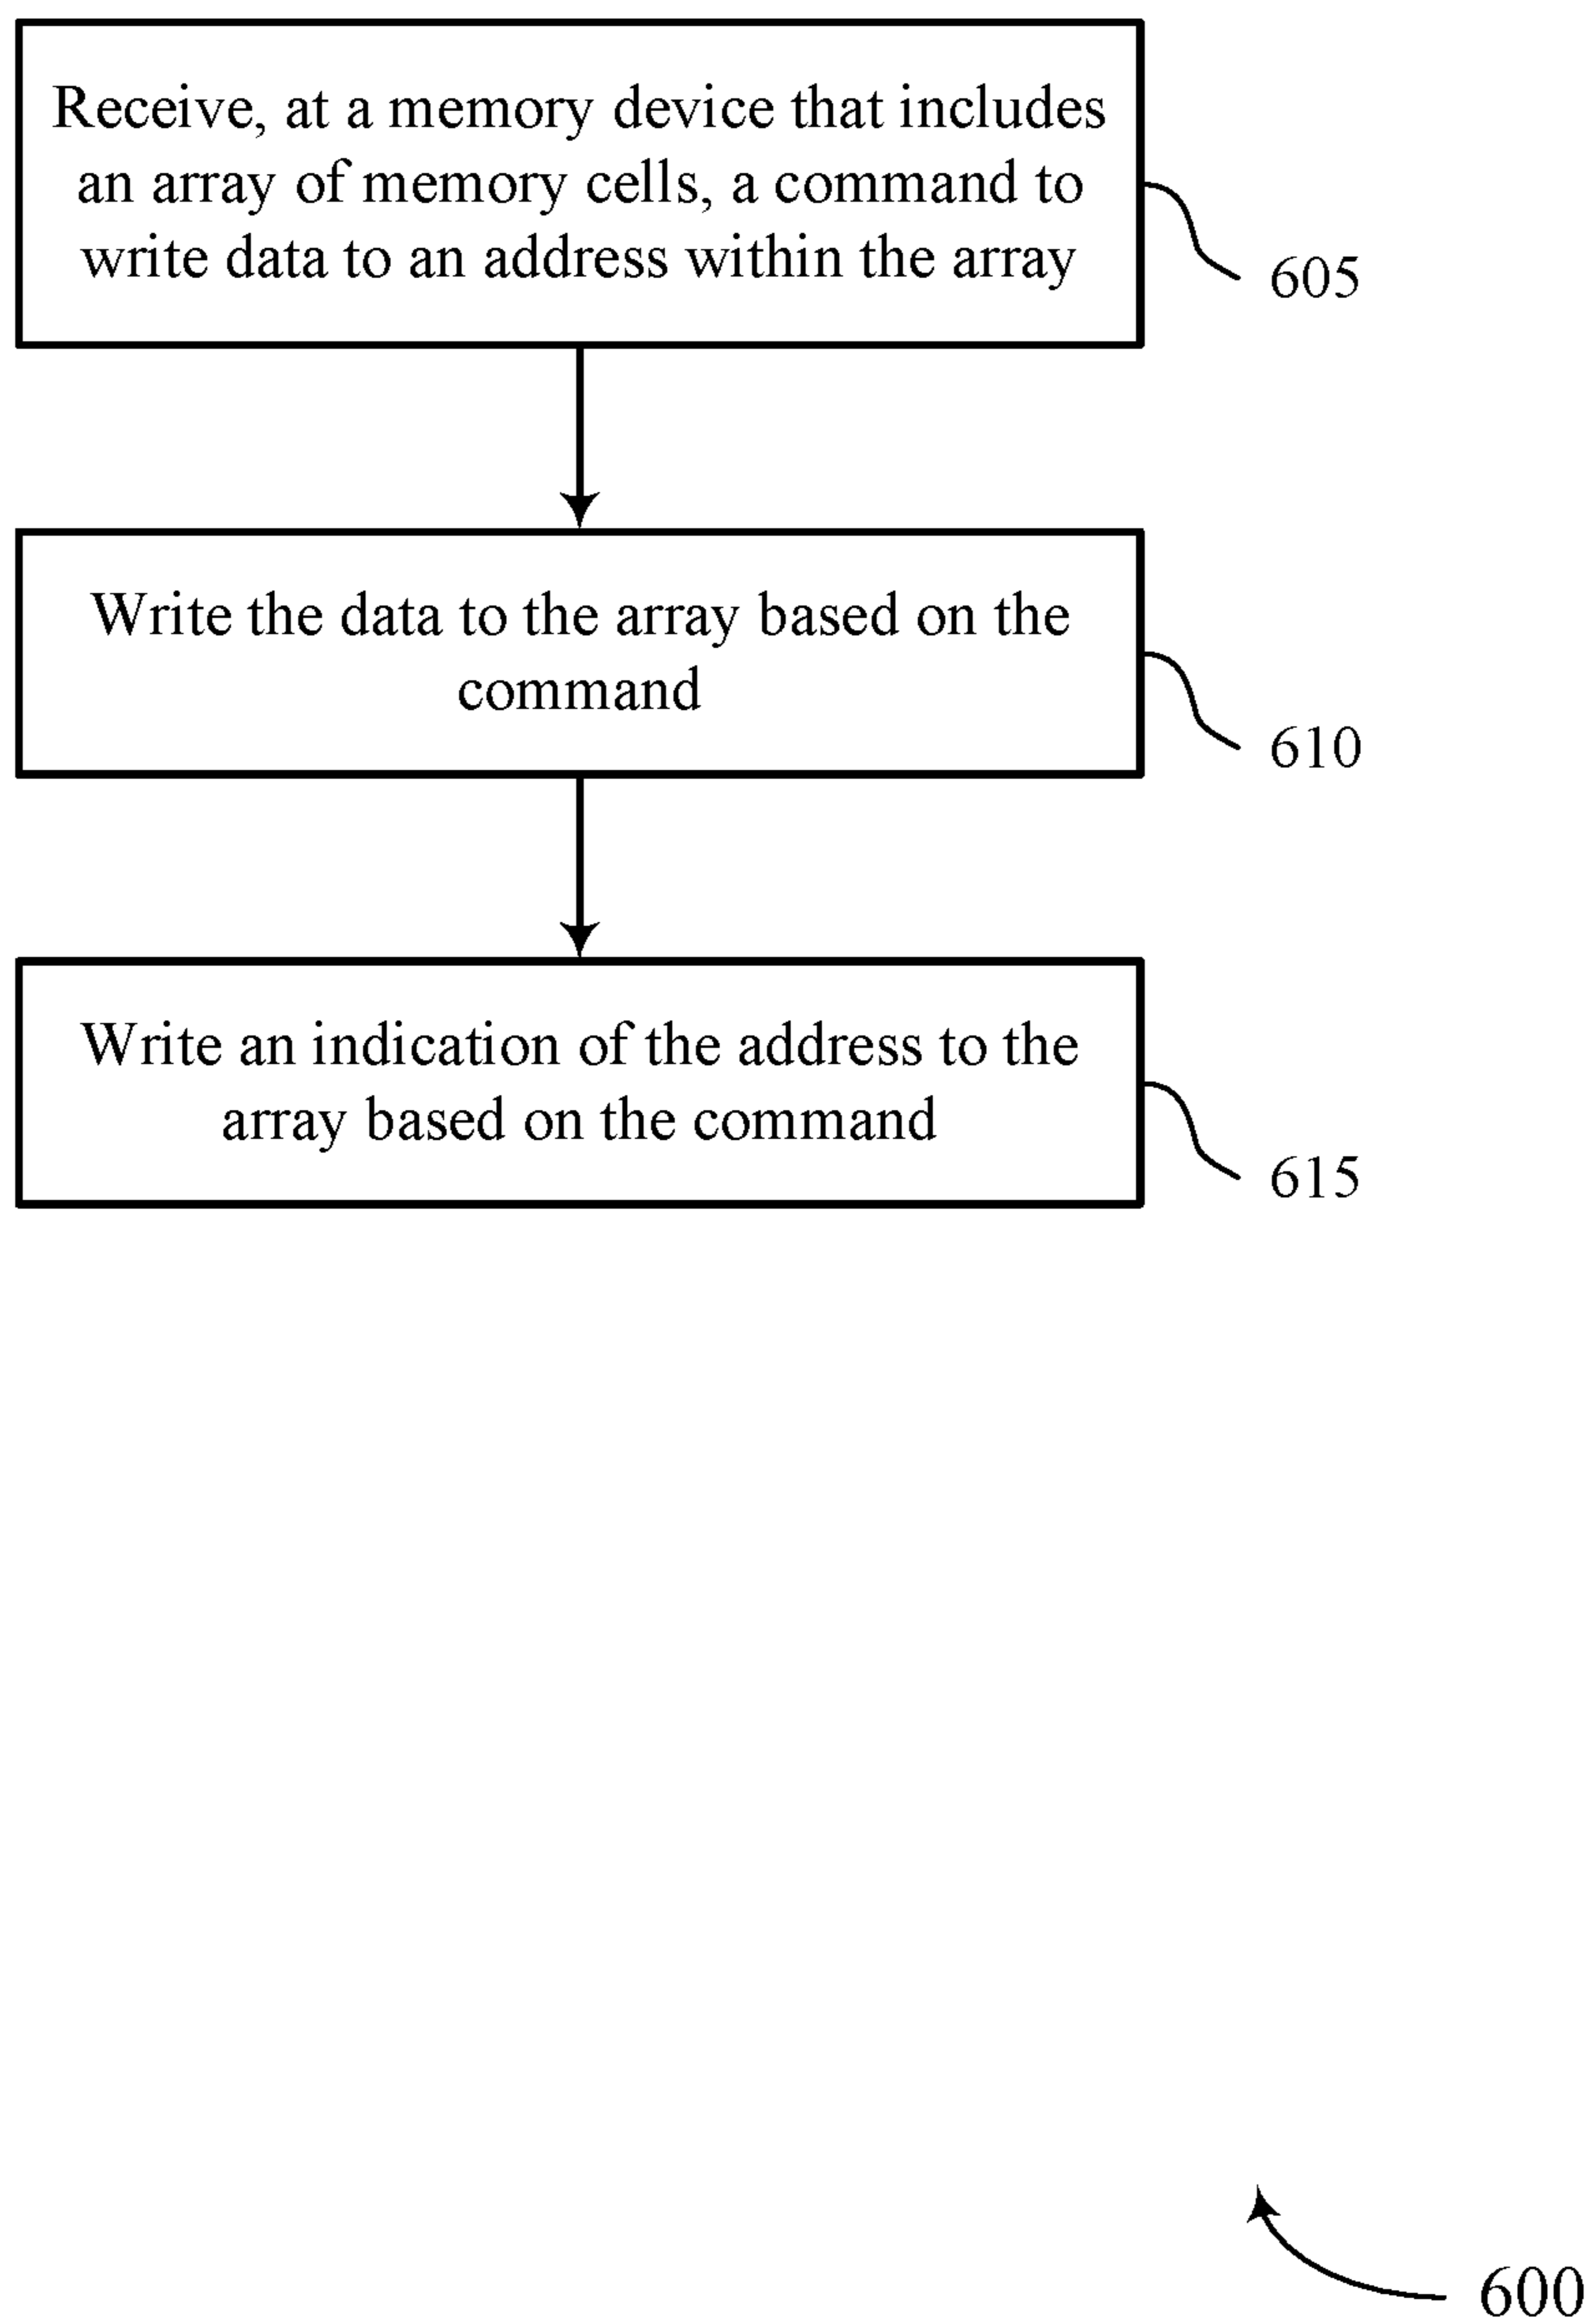 Receive, at a memory device that includes
an array of memory cells, a command to
write data to an address within the array
605
Write the data to the array based on the
command
610
Write an indication of the address to the
array based on the command
615
600